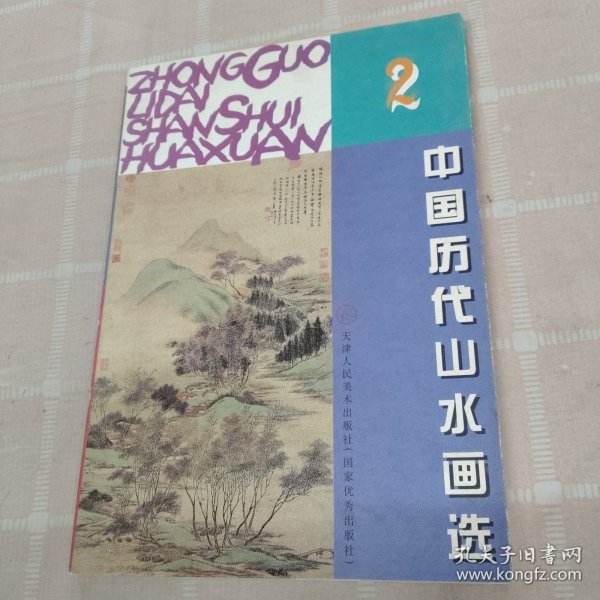 ZHONGGUO
LIDAI
SHANSHUI
HUAXUAN
2
中国历代山水画选
天津人民美术出版社(国家优秀出版社)
孔夫子旧书网
www.kongfz.com